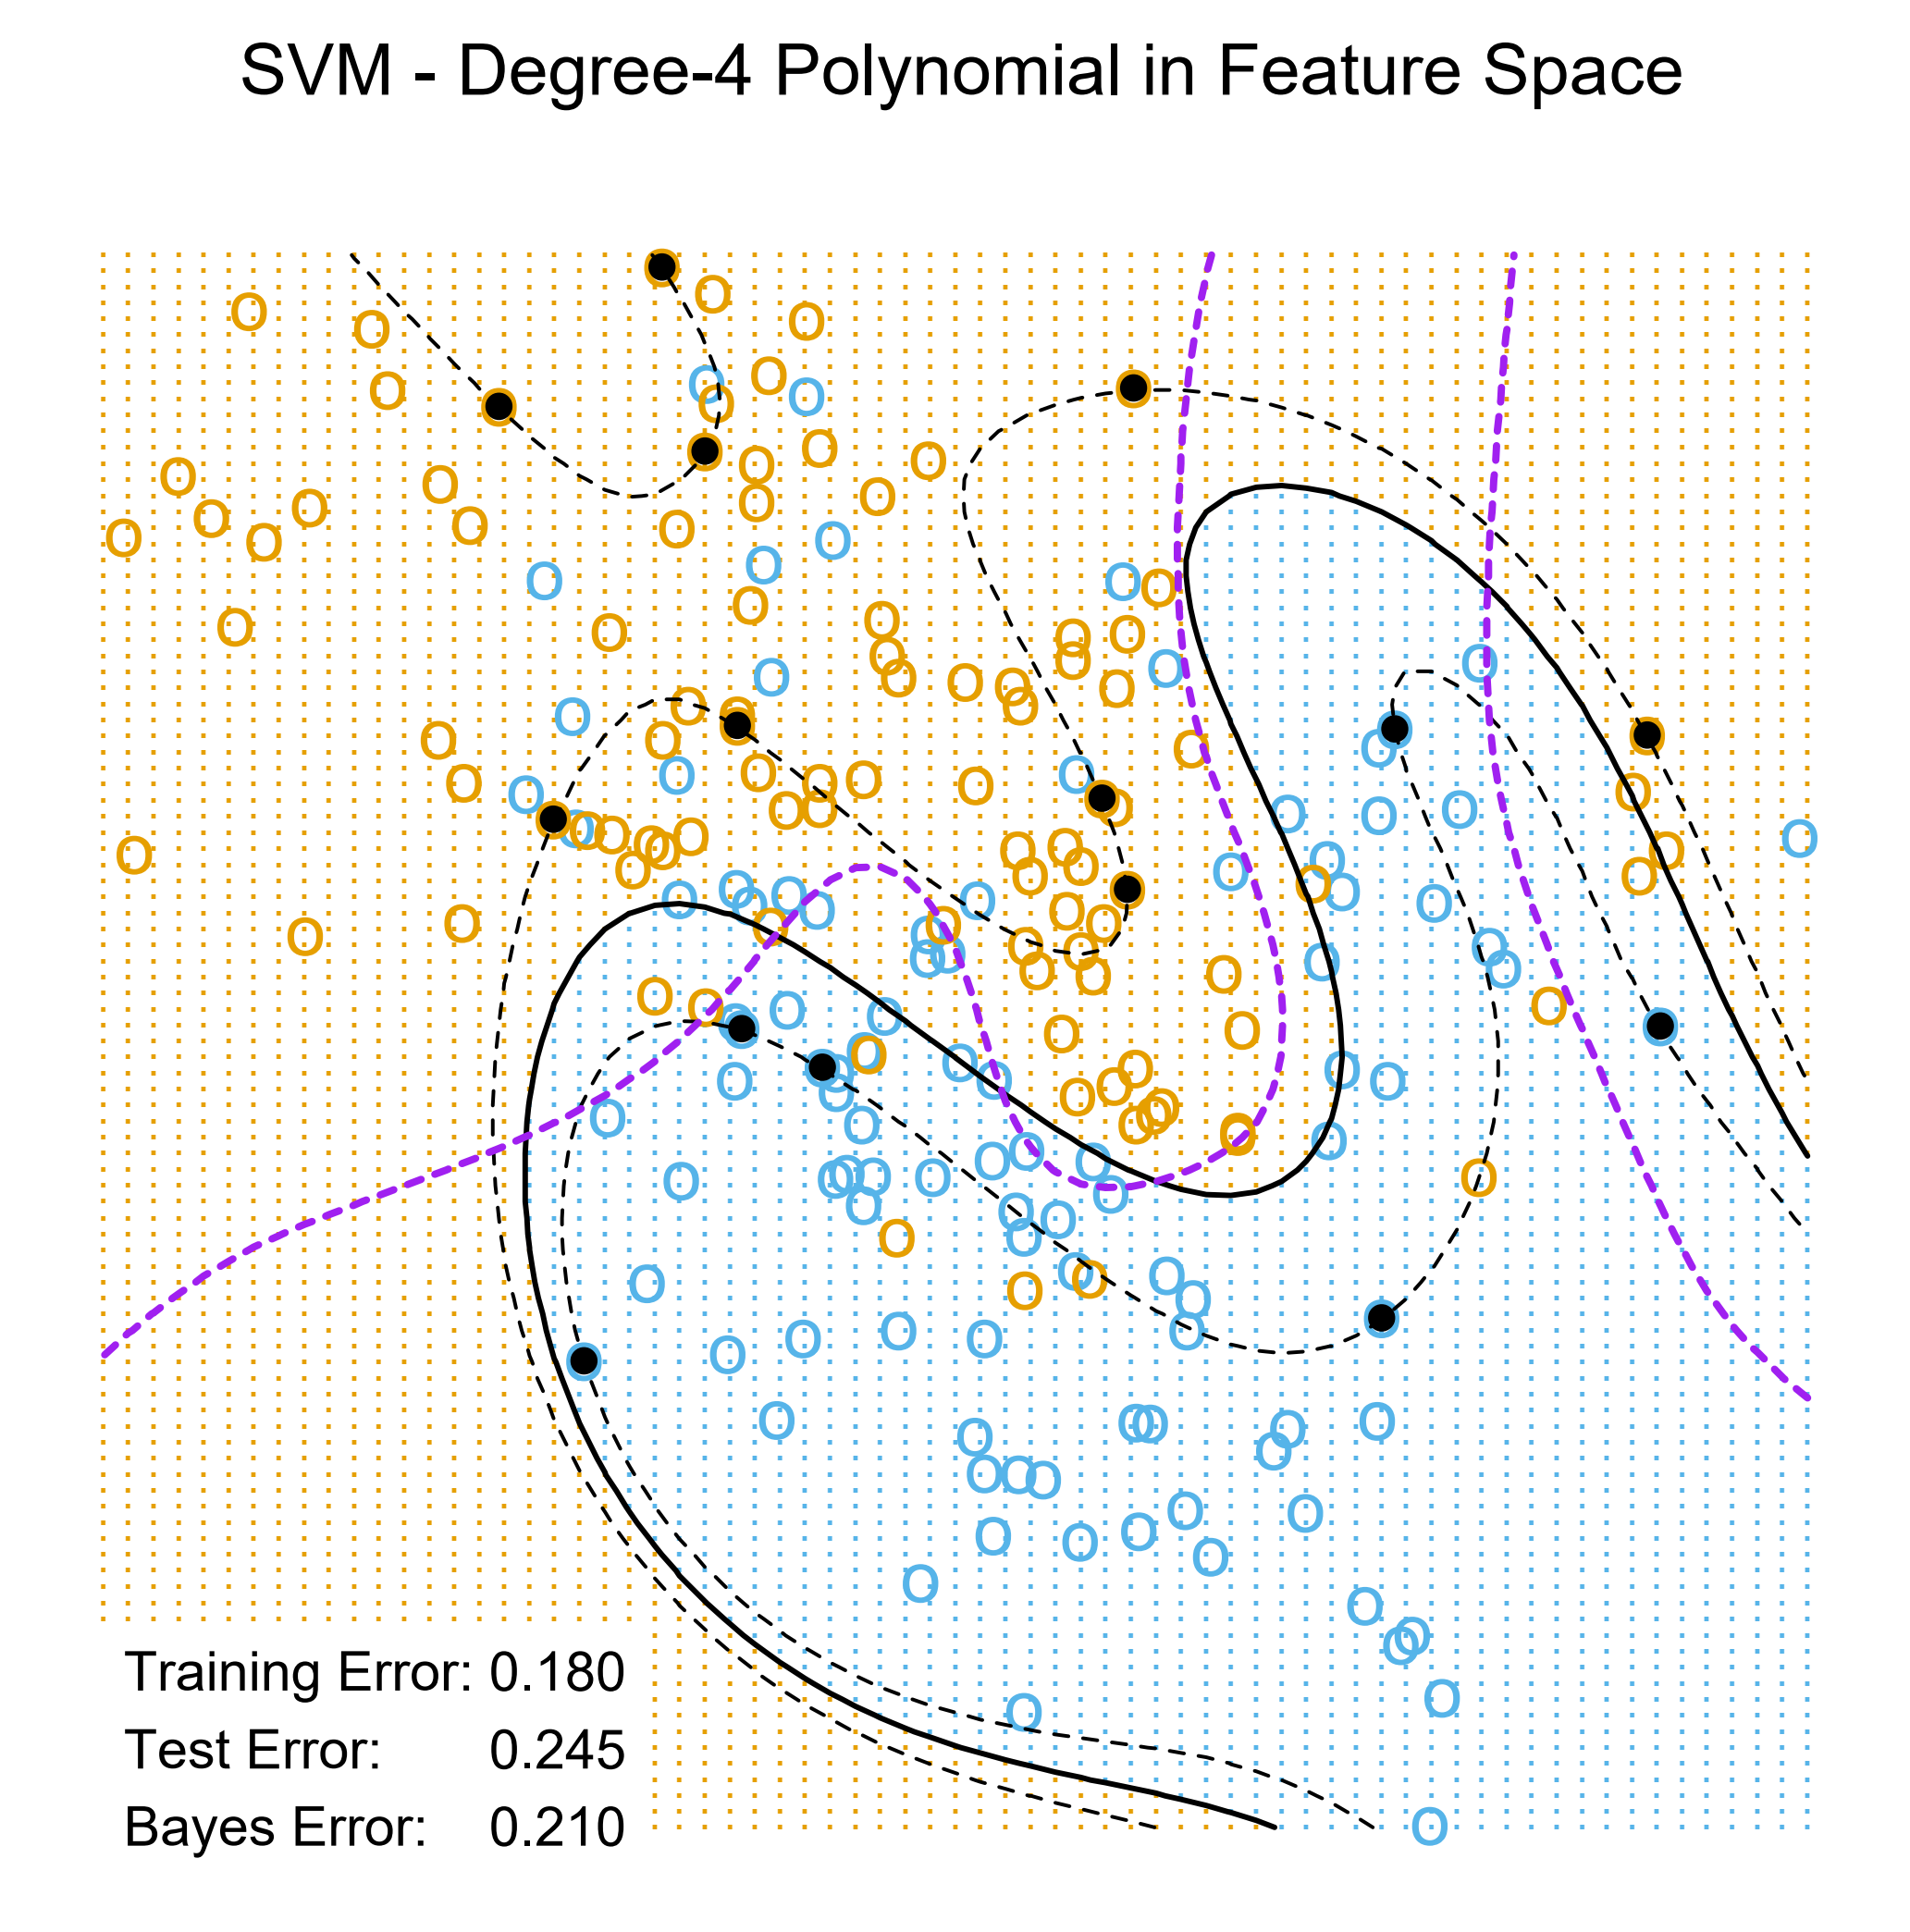 SVM - Degree-4 Polynomial in Feature Space
Training Error: 0.180
Test Error: 0.245
Bayes Error: 0.210